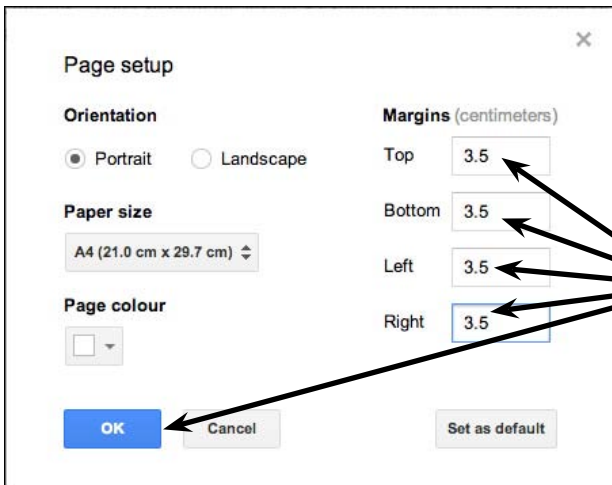 ×
Page setup
Orientation
Portrait Landscape
Paper size
A4 (21.0 cm x 29.7 cm)
Page colour
Margins (centimeters)
Top 3.5
Bottom 3.5
Left 3.5
Right 3.5
OK Cancel Set as default